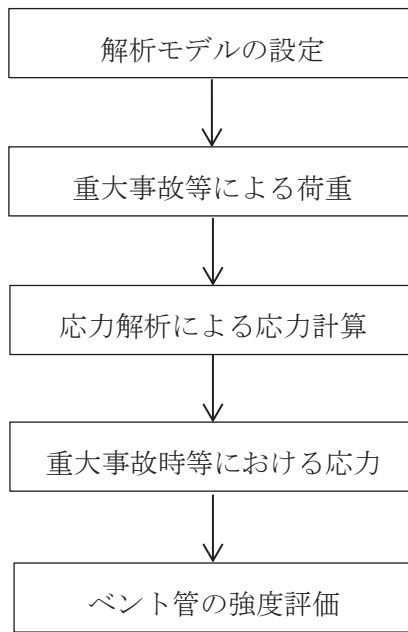 解析モデルの設定
重大事故等による荷重
応力解析による応力計算
重大事故時等における応力
ベント管の強度評価